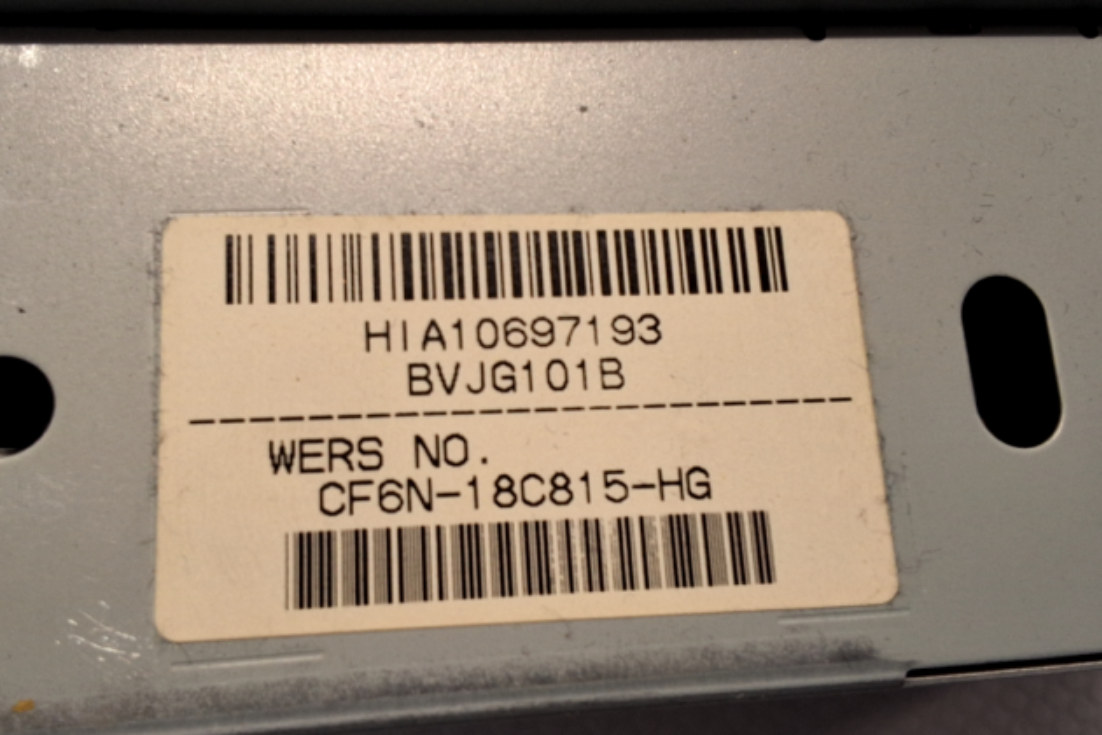 HIA10697193
BVJG101B
WERS NO.
CF6N-18C815-HG